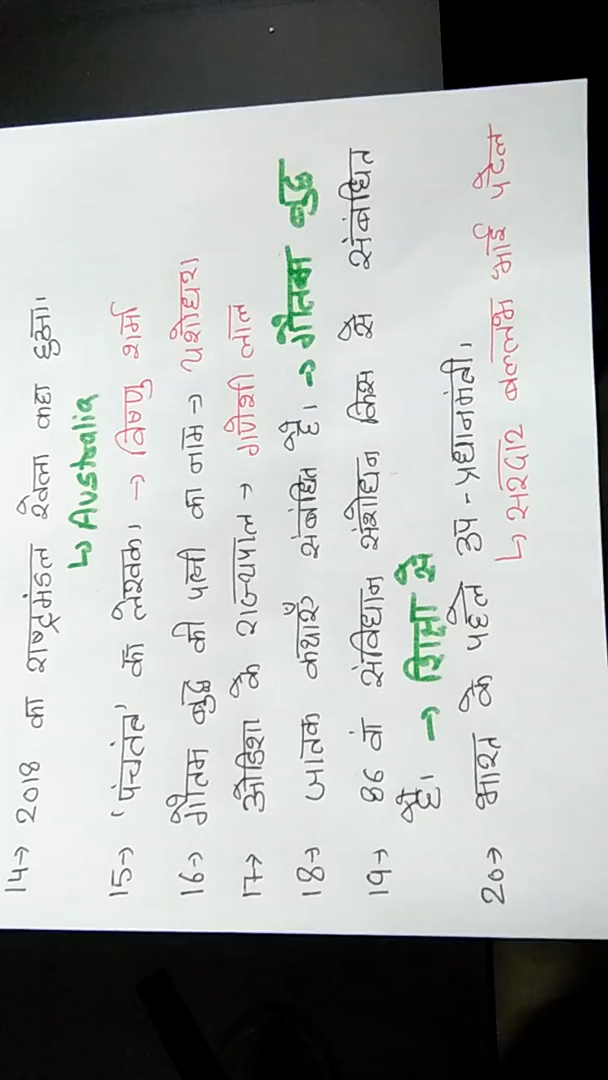 14→ 2018 का राष्ट्रमंडल खेला कहा हुआ।
↳ Australia
15→ 'पंचतंत्र' का लेखक। → विष्णु शर्मा
16→ गौतम बुद्ध की पत्नी का नाम → यशोधरा
17→ ओडिशा के राज्यपाल → गणेशी लाल
18→ जातक कथाएँ संबंधित है। → गौतम बुद्ध
19→ 86 वां संविधान संशोधन किस से संबंधित
है। → शिक्षा से
20→ भारत के पहले उप-प्रधानमंत्री।
↳ सरदार बल्लभ भाई पटेल